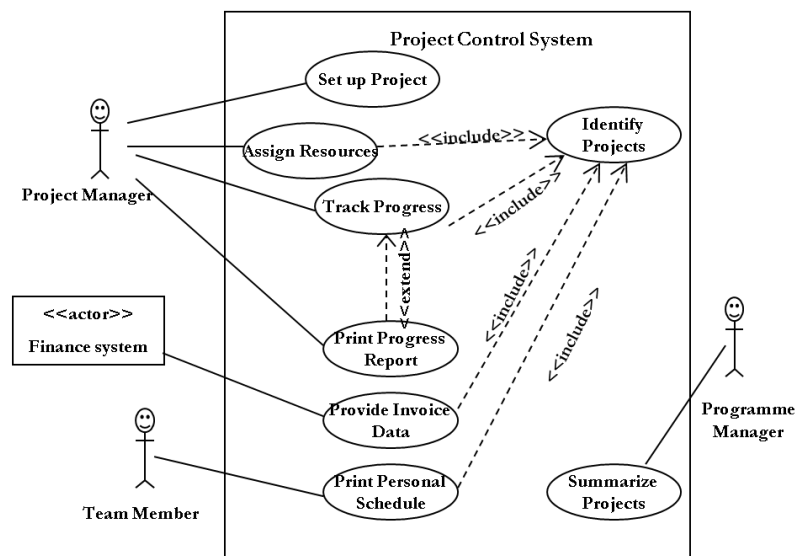 Project Control System
Set up Project
<<include>>
Identify
Projects
Assign Resources
Project Manager
Track Progress
<<include>>
<<extend>>
<<actor>>
Finance system
Print Progress
Report
<<include>>
<<include>>
Provide Invoice
Data
Programme
Manager
Team Member
Print Personal
Schedule
Summarize
Projects